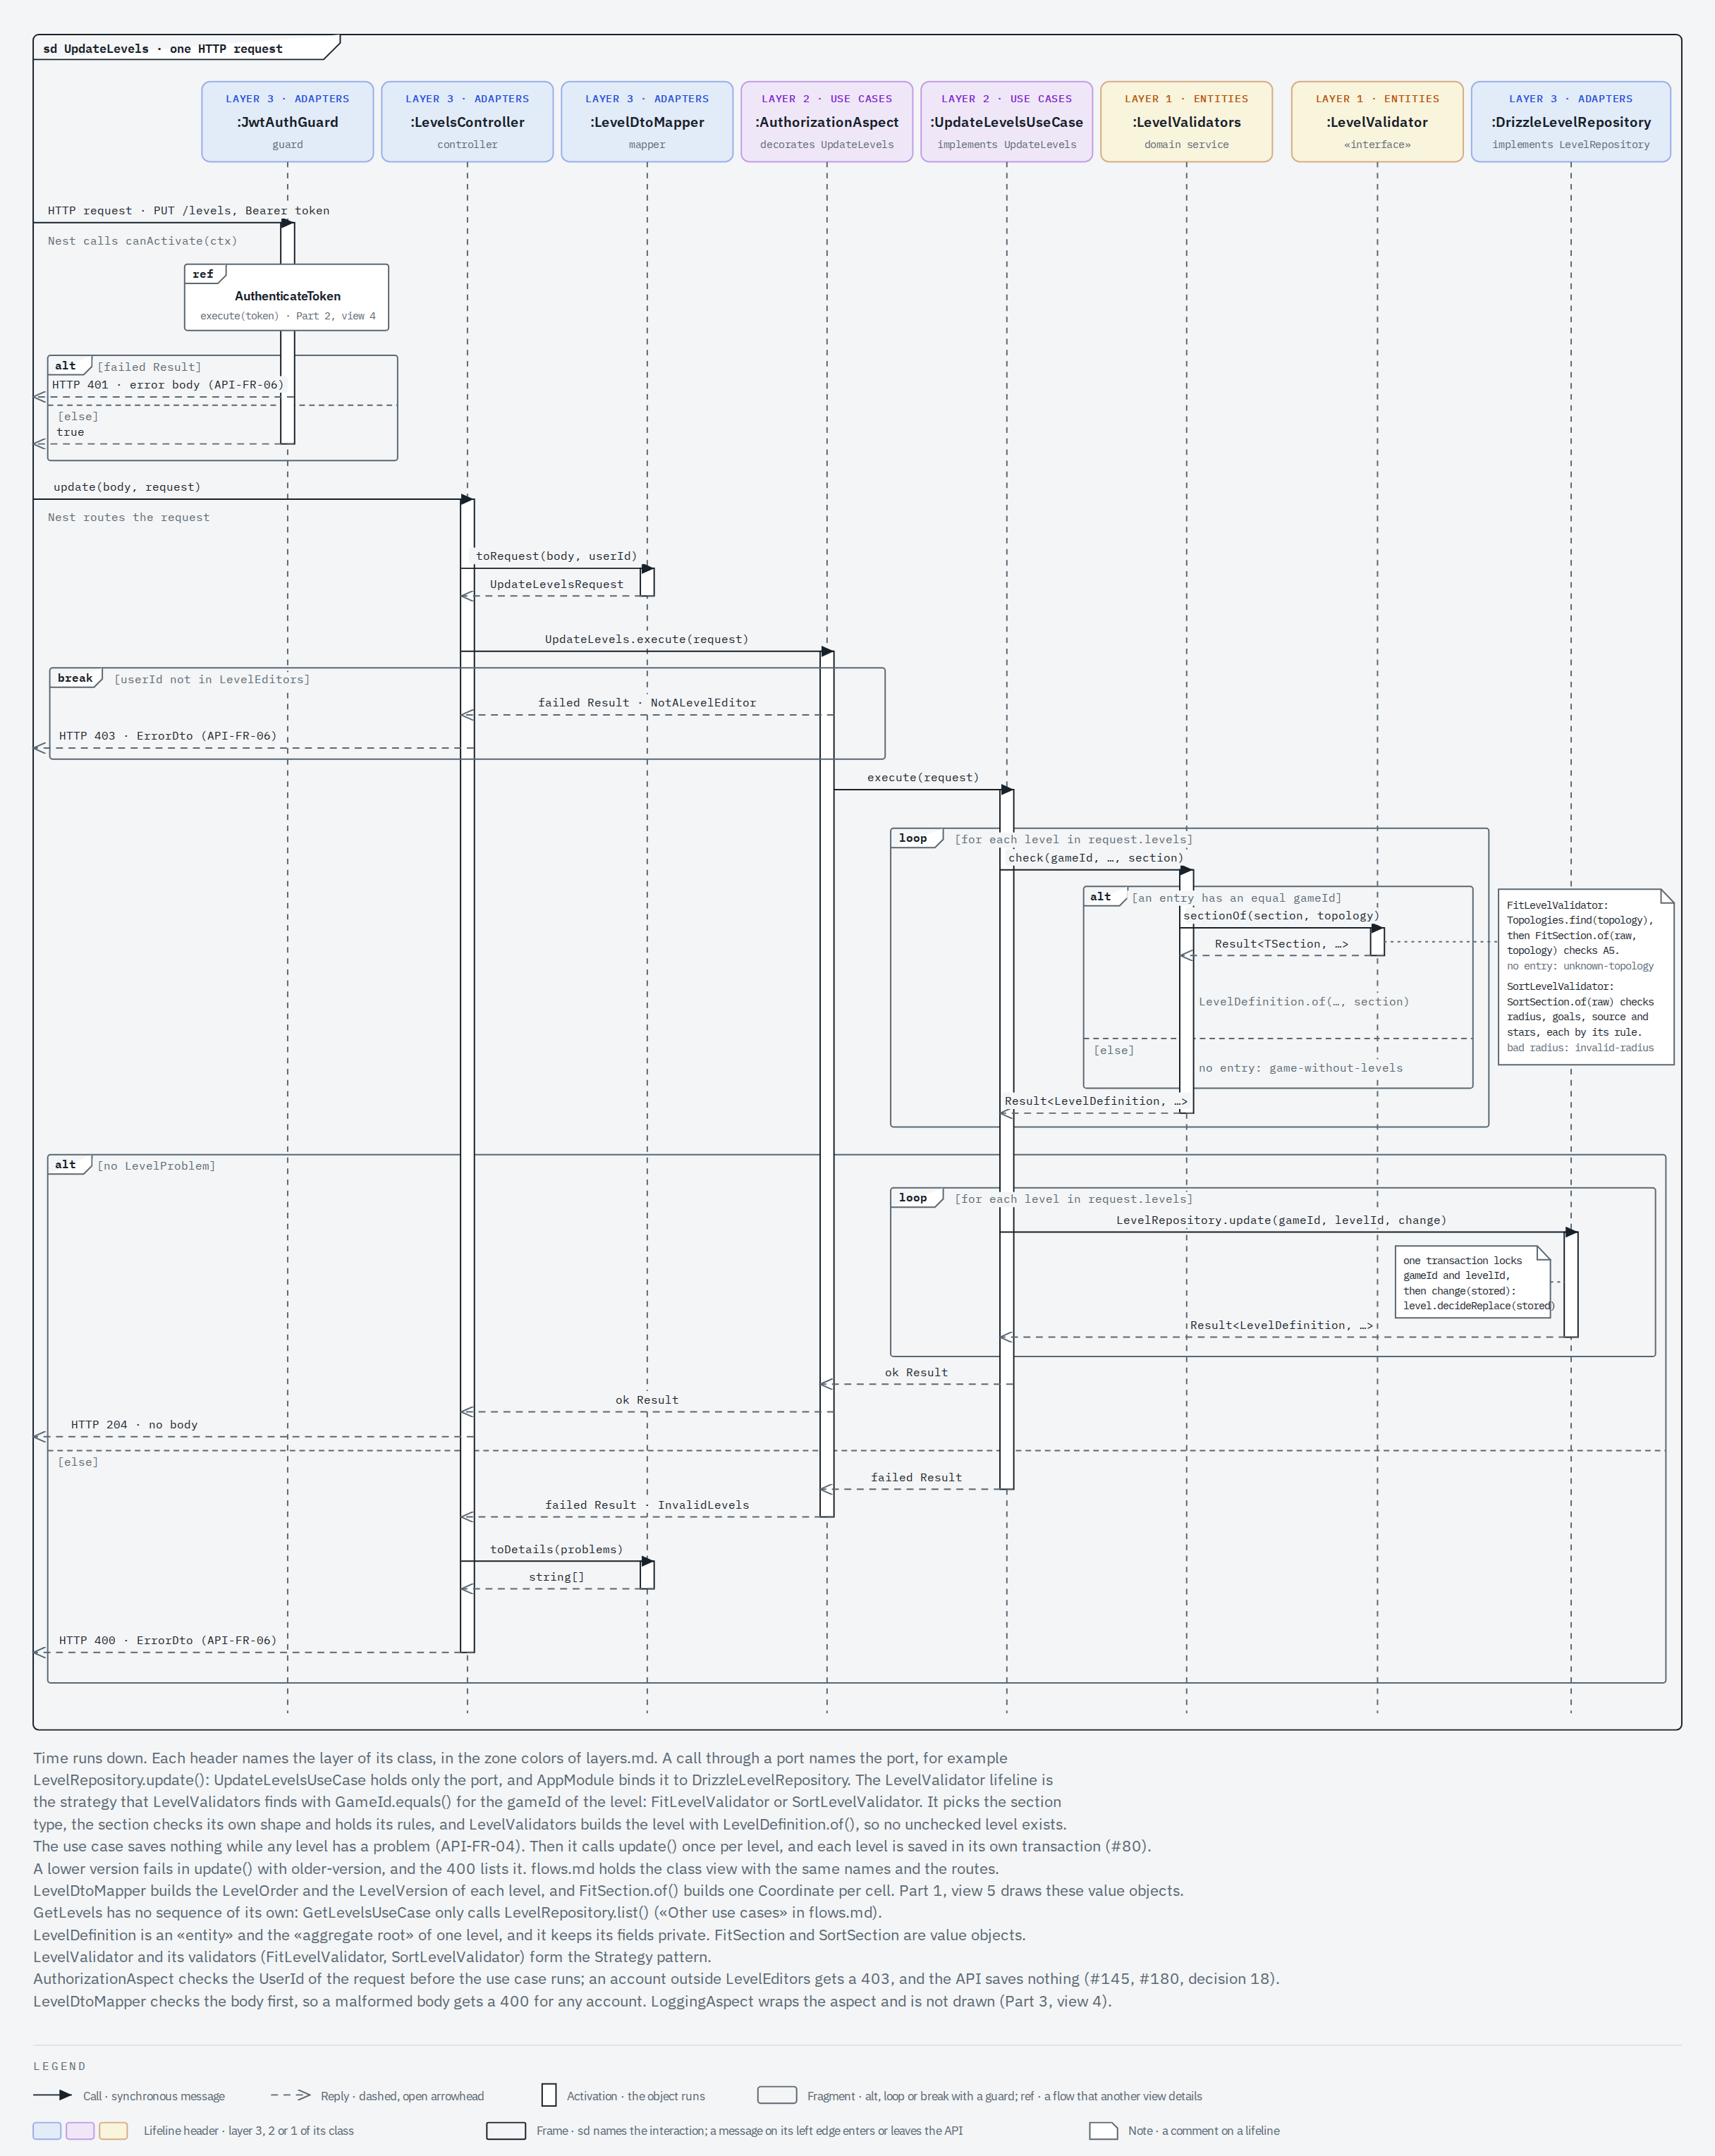 sd UpdateLevels · one HTTP request
LAYER 3 · ADAPTERS
:JwtAuthGuard
guard
LAYER 3 · ADAPTERS
:LevelsController
controller
LAYER 3 · ADAPTERS
:LevelDtoMapper
mapper
LAYER 2 · USE CASES
:AuthorizationAspect
decorates UpdateLevels
LAYER 2 · USE CASES
:UpdateLevelsUseCase
implements UpdateLevels
LAYER 1 · ENTITIES
:LevelValidators
domain service
LAYER 1 · ENTITIES
:LevelValidator
«interface»
LAYER 3 · ADAPTERS
:DrizzleLevelRepository
implements LevelRepository
HTTP request · PUT /levels, Bearer token
Nest calls canActivate(ctx)
ref
AuthenticateToken
execute(token) · Part 2, view 4
alt [failed Result]
HTTP 401 · error body (API-FR-06)
[else]
true
update(body, request)
Nest routes the request
toRequest(body, userId)
UpdateLevelsRequest
UpdateLevels.execute(request)
break [userId not in LevelEditors]
failed Result · NotALevelEditor
HTTP 403 · ErrorDto (API-FR-06)
execute(request)
loop [for each level in request.levels]
check(gameId, …, section)
alt [an entry has an equal gameId]
sectionOf(section, topology)
Result<TSection, …>
LevelDefinition.of(…, section)
[else]
no entry: game-without-levels
Result<LevelDefinition, …>
FitLevelValidator:
Topologies.find(topology),
then FitSection.of(raw,
topology) checks A5.
no entry: unknown-topology
SortLevelValidator:
SortSection.of(raw) checks
radius, goals, source and
stars, each by its rule.
bad radius: invalid-radius
alt [no LevelProblem]
loop [for each level in request.levels]
LevelRepository.update(gameId, levelId, change)
one transaction locks
gameId and levelId,
then change(stored):
level.decideReplace(stored)
Result<LevelDefinition, …>
ok Result
ok Result
HTTP 204 · no body
[else]
failed Result
failed Result · InvalidLevels
toDetails(problems)
string[]
HTTP 400 · ErrorDto (API-FR-06)
Time runs down. Each header names the layer of its class, in the zone colors of layers.md. A call through a port names the port, for example
LevelRepository.update(): UpdateLevelsUseCase holds only the port, and AppModule binds it to DrizzleLevelRepository. The LevelValidator lifeline is
the strategy that LevelValidators finds with GameId.equals() for the gameId of the level: FitLevelValidator or SortLevelValidator. It picks the section
type, the section checks its own shape and holds its rules, and LevelValidators builds the level with LevelDefinition.of(), so no unchecked level exists.
The use case saves nothing while any level has a problem (API-FR-04). Then it calls update() once per level, and each level is saved in its own transaction (#80).
A lower version fails in update() with older-version, and the 400 lists it. flows.md holds the class view with the same names and the routes.
LevelDtoMapper builds the LevelOrder and the LevelVersion of each level, and FitSection.of() builds one Coordinate per cell. Part 1, view 5 draws these value objects.
GetLevels has no sequence of its own: GetLevelsUseCase only calls LevelRepository.list() («Other use cases» in flows.md).
LevelDefinition is an «entity» and the «aggregate root» of one level, and it keeps its fields private. FitSection and SortSection are value objects.
LevelValidator and its validators (FitLevelValidator, SortLevelValidator) form the Strategy pattern.
AuthorizationAspect checks the UserId of the request before the use case runs; an account outside LevelEditors gets a 403, and the API saves nothing (#145, #180, decision 18).
LevelDtoMapper checks the body first, so a malformed body gets a 400 for any account. LoggingAspect wraps the aspect and is not drawn (Part 3, view 4).
LEGEND
Call · synchronous message
Reply · dashed, open arrowhead
Activation · the object runs
Fragment · alt, loop or break with a guard; ref · a flow that another view details
Lifeline header · layer 3, 2 or 1 of its class
Frame · sd names the interaction; a message on its left edge enters or leaves the API
Note · a comment on a lifeline